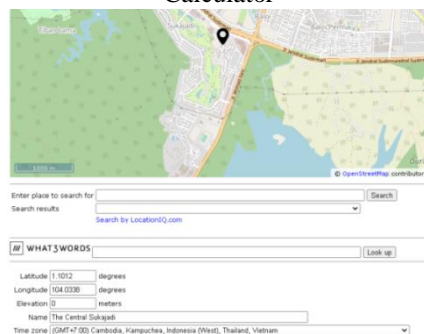 Calculator
Sukajadi
© OpenStreetMap contributor
Enter place to search for
Search
Search results
Search by LocationIQ.com
/// WHAT3WORDS
Look up
Latitude 1.1012 degrees
Longitude 104.0338 degrees
Elevation 0 meters
Name The Central Sukajadi
Time zone (GMT+7:00) Cambodia, Kampuchea, Indonesia (West), Thailand, Vietnam